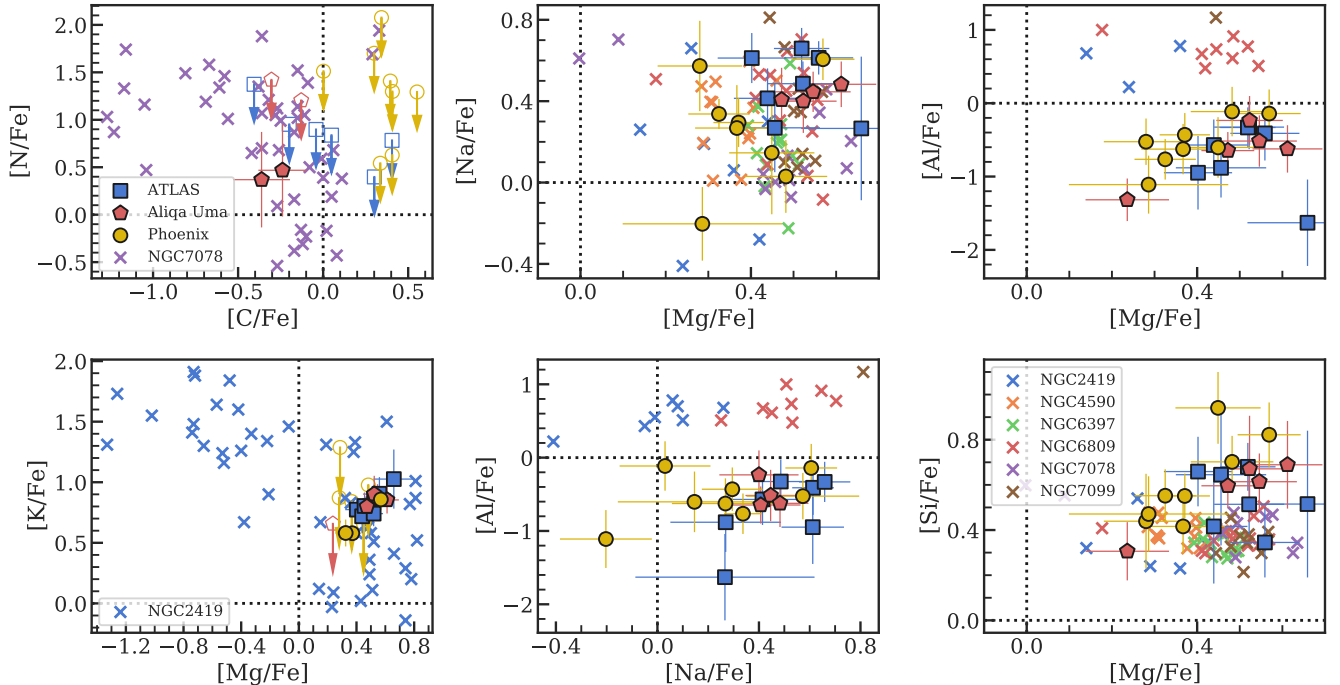 2.0
1.5
1.0
0.5
0.0
−0.5
[N/Fe]
ATLAS
Aliqa Uma
Phoenix
NGC7078
−1.0
−0.5
0.0
0.5
[C/Fe]
0.8
0.4
0.0
−0.4
[Na/Fe]
0.0
0.4
[Mg/Fe]
1
0
−1
−2
[Al/Fe]
0.0
0.4
[Mg/Fe]
2.0
1.5
1.0
0.5
0.0
[K/Fe]
NGC2419
−1.2
−0.6
0.0
0.4
0.8
[Mg/Fe]
1
0
−1
−2
[Al/Fe]
−0.4
0.0
0.4
0.8
[Na/Fe]
0.8
0.4
0.0
[Si/Fe]
NGC2419
NGC4590
NGC6397
NGC6809
NGC7078
NGC7099
0.0
0.4
[Mg/Fe]